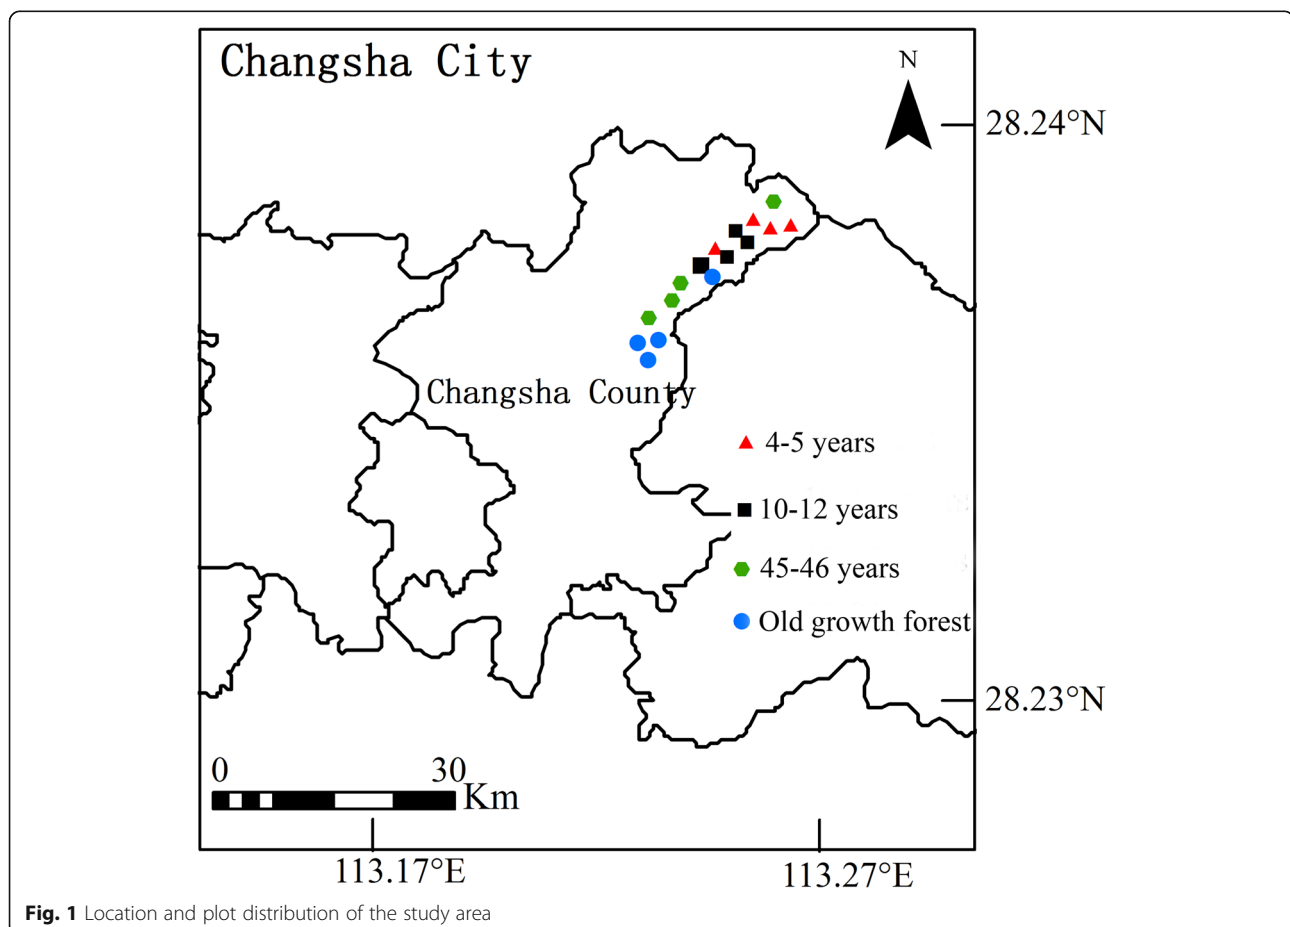 Changsha City
N
28.24°N
Changsha County
4-5 years
10-12 years
45-46 years
Old growth forest
28.23°N
0 30
Km
113.17°E 113.27°E
Fig. 1 Location and plot distribution of the study area